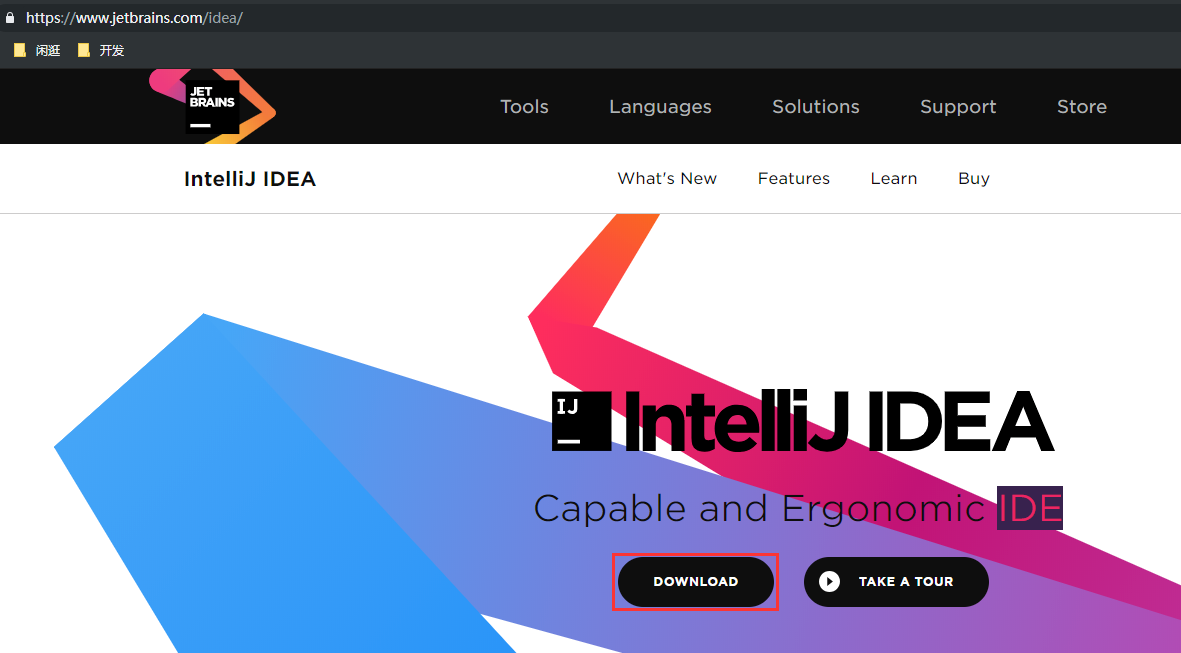 https://www.jetbrains.com/idea/
闲逛 开发
JET
BRAINS
Tools Languages Solutions Support Store
IntelliJ IDEA
What's New Features Learn Buy
IJ
IntelliJ IDEA
Capable and Ergonomic IDE
DOWNLOAD
TAKE A TOUR